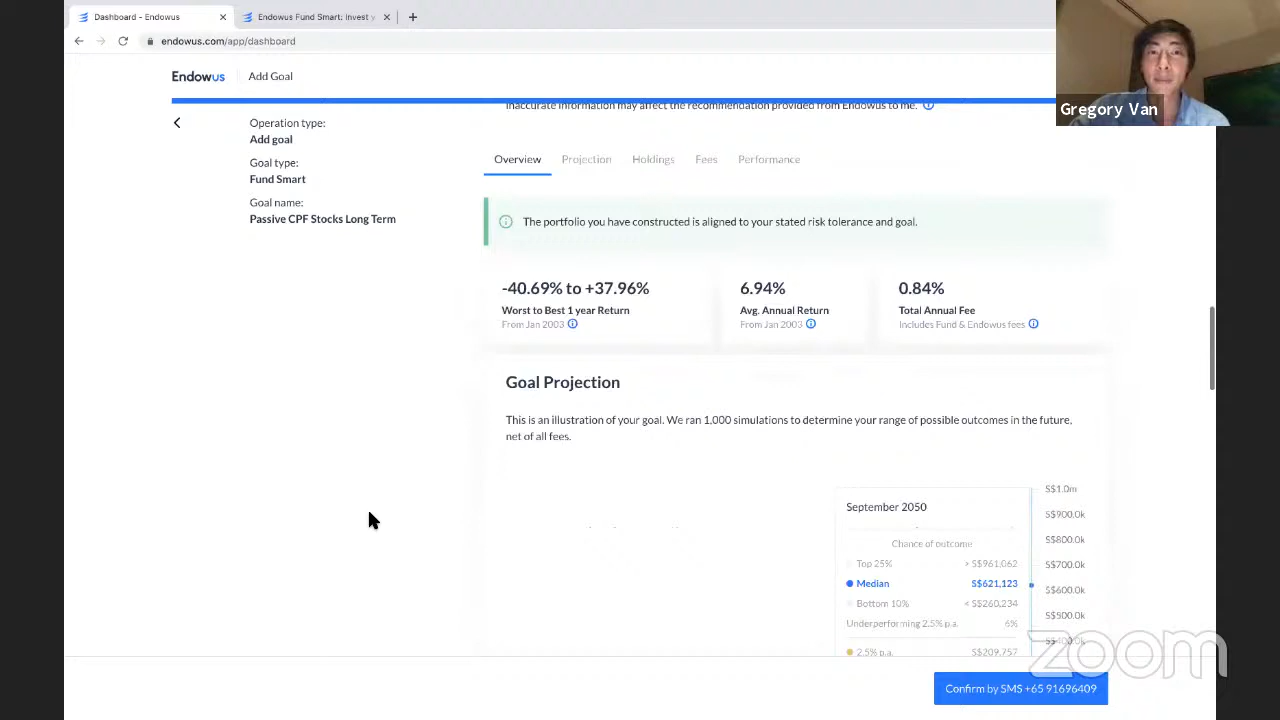 Dashboard - Endowus
Endowus Fund Smart: Invest y
endowus.com/app/dashboard
Endowus
Add Goal
Gregory Van
inaccurate information may affect the recommendation provided from Endowus to me.
Operation type:
Add goal
Goal type:
Fund Smart
Goal name:
Passive CPF Stocks Long Term
Overview Projection Holdings Fees Performance
The portfolio you have constructed is aligned to your stated risk tolerance and goal.
-40.69% to +37.96%
Worst to Best 1 year Return
From Jan 2003
6.94%
Avg. Annual Return
From Jan 2003
0.84%
Total Annual Fee
Includes Fund & Endowus fees
Goal Projection
This is an illustration of your goal. We ran 1,000 simulations to determine your range of possible outcomes in the future,
net of all fees.
September 2050
Chance of outcome
Top 25% > S$961,062
Median S$621,123
Bottom 10% < S$260,234
Underperforming 2.5% p.a. 6%
2.5% p.a. S$209,757
S$1.0m
S$900.0k
S$800.0k
S$700.0k
S$600.0k
S$500.0k
S$400.0k
zoom
Confirm by SMS +65 91696409